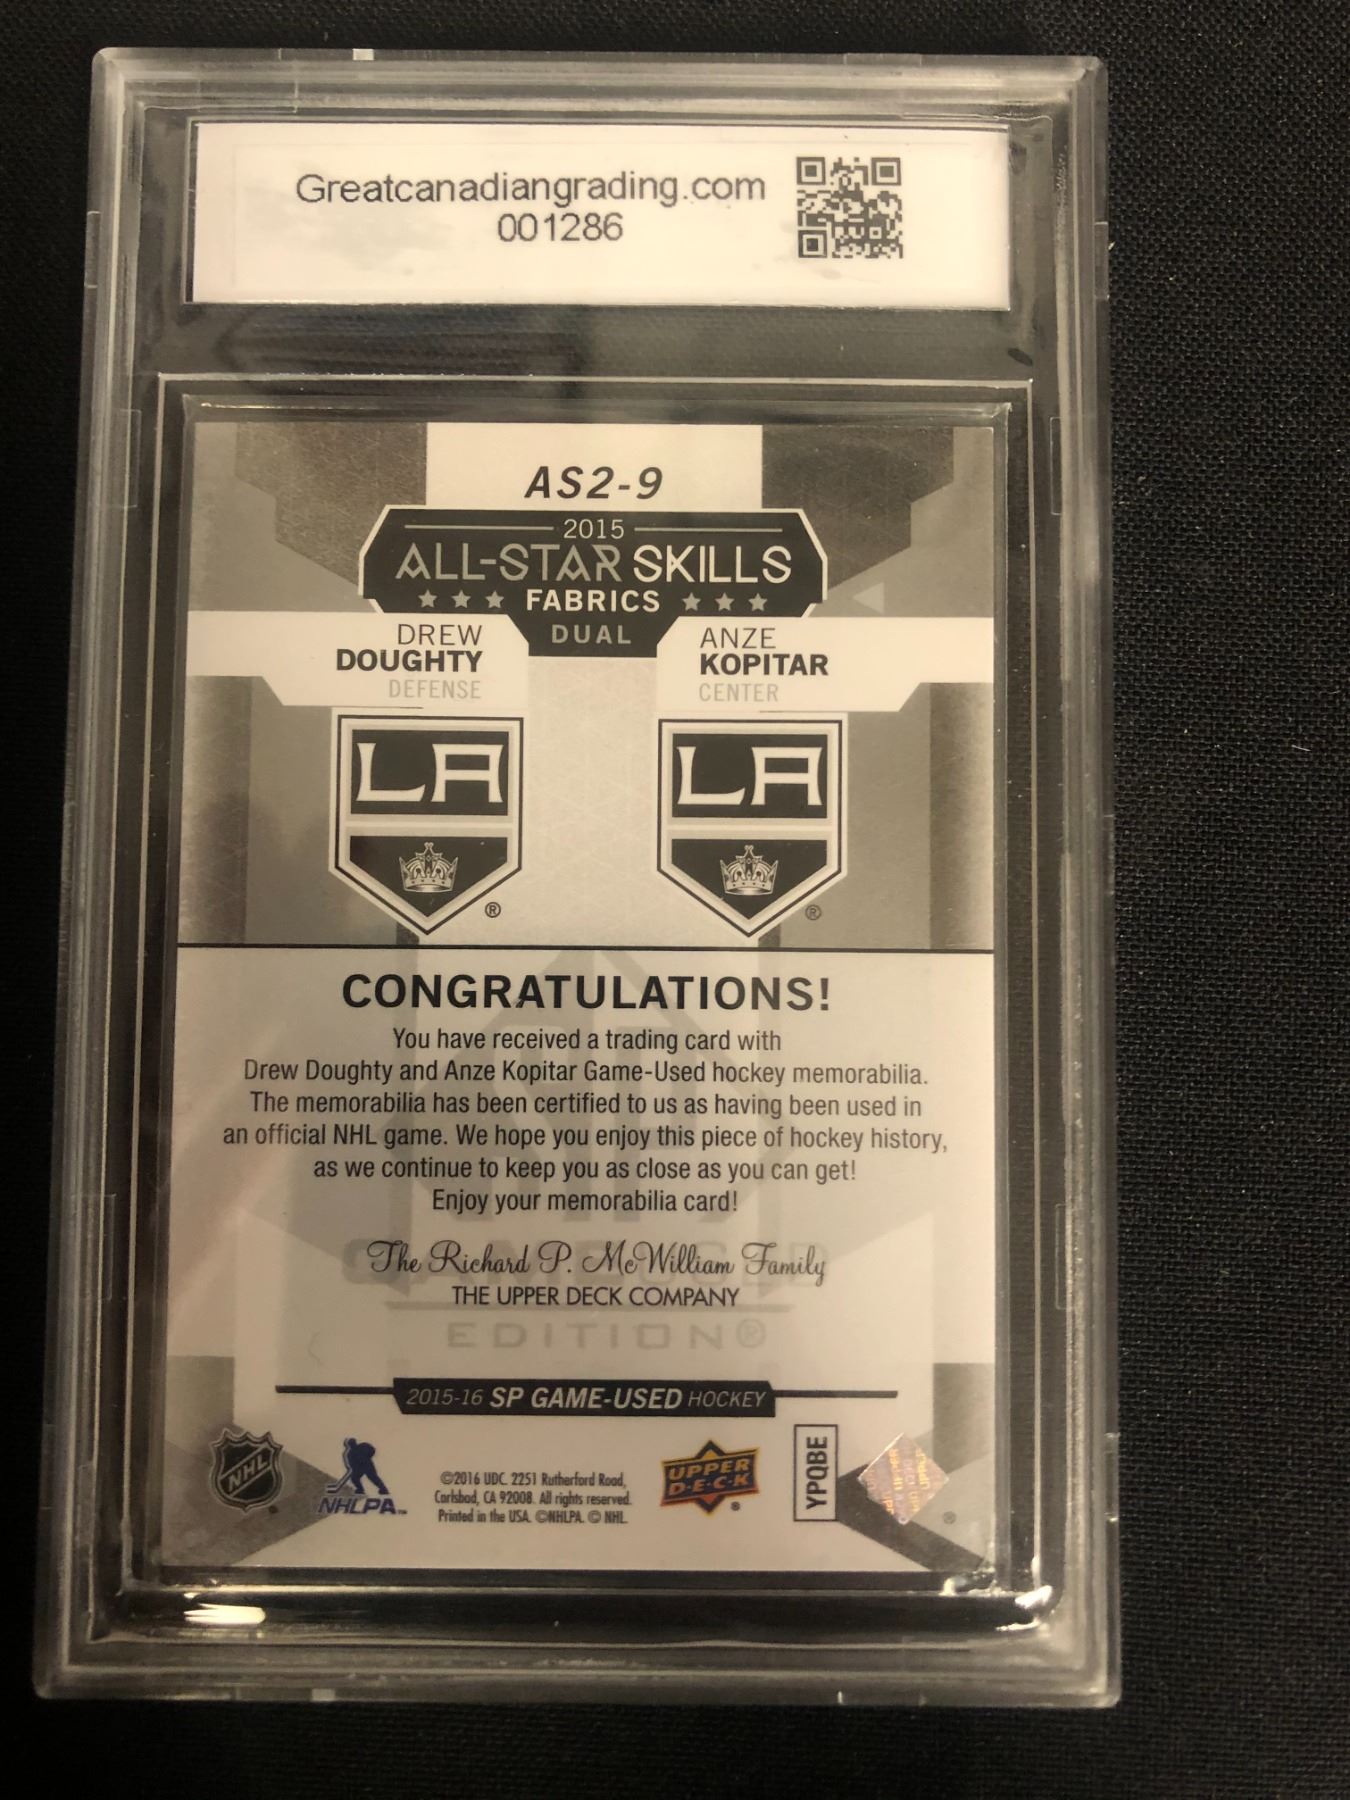 Greatcanadiangrading.com
001286
AS2-9
2015
ALL-STAR SKILLS
FABRICS
DUAL
DREW
DOUGHTY
DEFENSE
ANZE
KOPITAR
CENTER
LA
®
LA
®
CONGRATULATIONS!
You have received a trading card with
Drew Doughty and Anze Kopitar Game-Used hockey memorabilia.
The memorabilia has been certified to us as having been used in
an official NHL game. We hope you enjoy this piece of hockey history,
as we continue to keep you as close as you can get!
Enjoy your memorabilia card!
The Richard P. McWilliam Family
THE UPPER DECK COMPANY
EDITION®
2015-16 SP GAME-USED HOCKEY
NHL
NHLPA™
©2016 UDC. 2251 Rutherford Road,
Carlsbad, CA 92008. All rights reserved.
Printed in the USA. ©NHLPA. © NHL.
UPPER
D·E·C·K
®
YPQBE